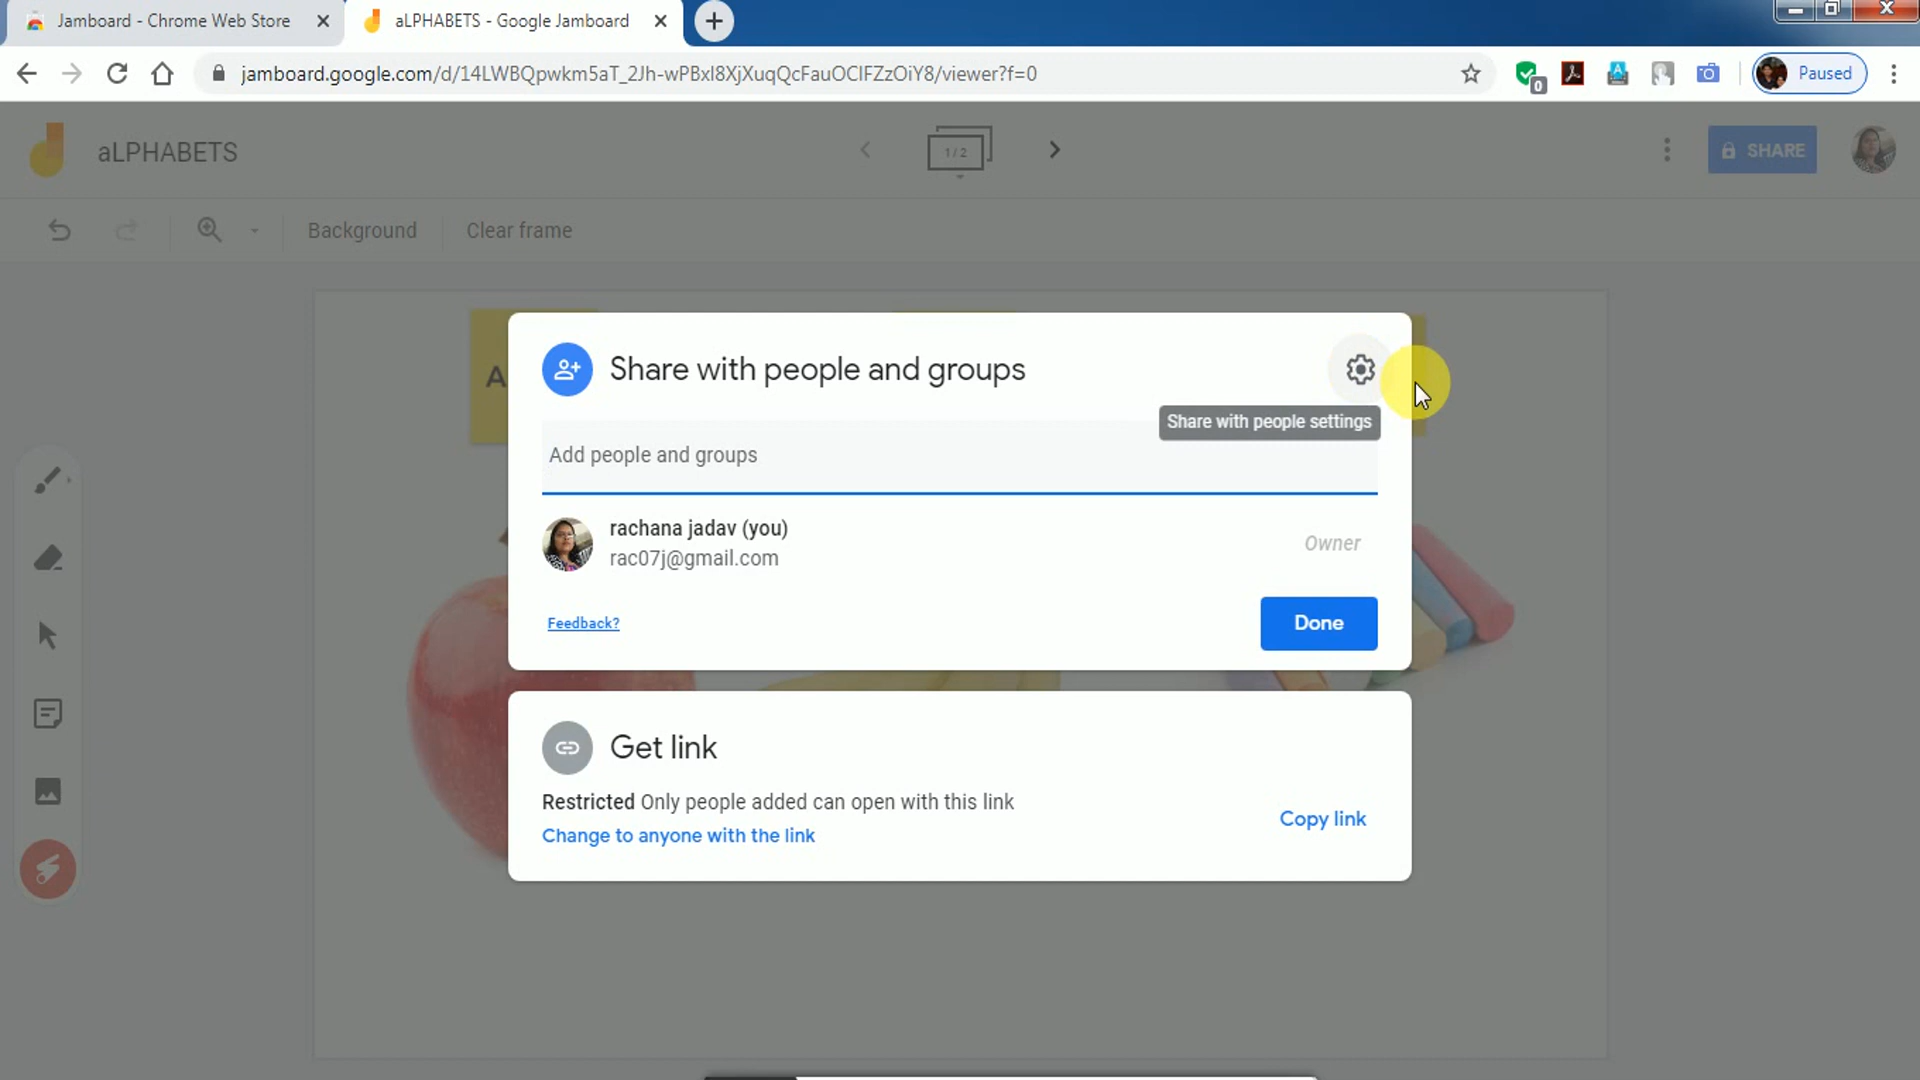 Jamboard - Chrome Web Store
aLPHABETS - Google Jamboard
jamboard.google.com/d/14LWBQpwkm5aT_2Jh-wPBxl8XjXuqQcFauOClFZzOiY8/viewer?f=0
0
Paused
aLPHABETS
1 / 2
SHARE
Background
Clear frame
A
Share with people and groups
Share with people settings
Add people and groups
rachana jadav (you)
rac07j@gmail.com
Owner
Feedback?
Done
Get link
Restricted Only people added can open with this link
Change to anyone with the link
Copy link